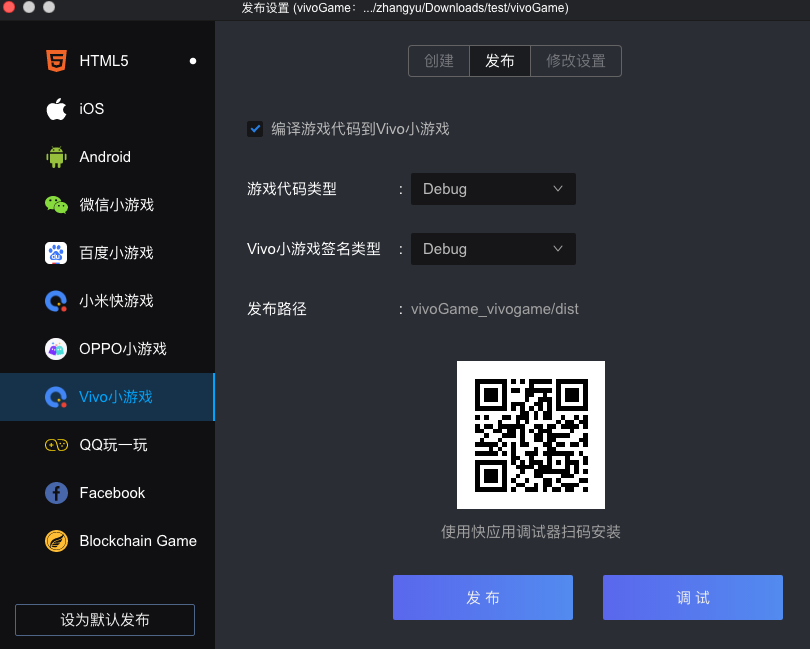 发布设置 (vivoGame：.../zhangyu/Downloads/test/vivoGame)
HTML5
iOS
Android
微信小游戏
百度小游戏
小米快游戏
OPPO小游戏
Vivo小游戏
QQ玩一玩
Facebook
Blockchain Game
设为默认发布
创建 发布 修改设置
编译游戏代码到Vivo小游戏
游戏代码类型 : Debug
Vivo小游戏签名类型 : Debug
发布路径 : vivoGame_vivogame/dist
使用快应用调试器扫码安装
发布 调试